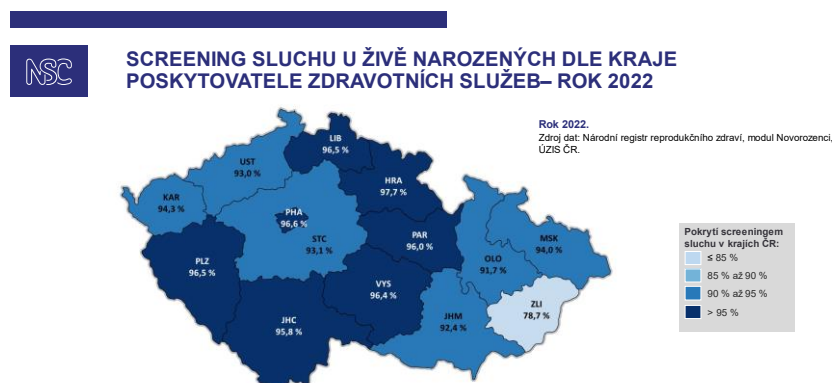 NSC
SCREENING SLUCHU U ŽIVĚ NAROZENÝCH DLE KRAJE
POSKYTOVATELE ZDRAVOTNÍCH SLUŽEB– ROK 2022
Rok 2022.
Zdroj dat: Národní registr reprodukčního zdraví, modul Novorozenci,
ÚZIS ČR.
LIB
96,5 %
UST
93,0 %
HRA
97,7 %
KAR
94,3 %
PHA
96,6 %
STC
93,1 %
PAR
96,0 %
MSK
94,0 %
OLO
91,7 %
PLZ
96,5 %
VYS
96,4 %
ZLI
78,7 %
JHM
92,4 %
JHC
95,8 %
Pokrytí screeningem
sluchu v krajích ČR:
≤ 85 %
85 % až 90 %
90 % až 95 %
> 95 %